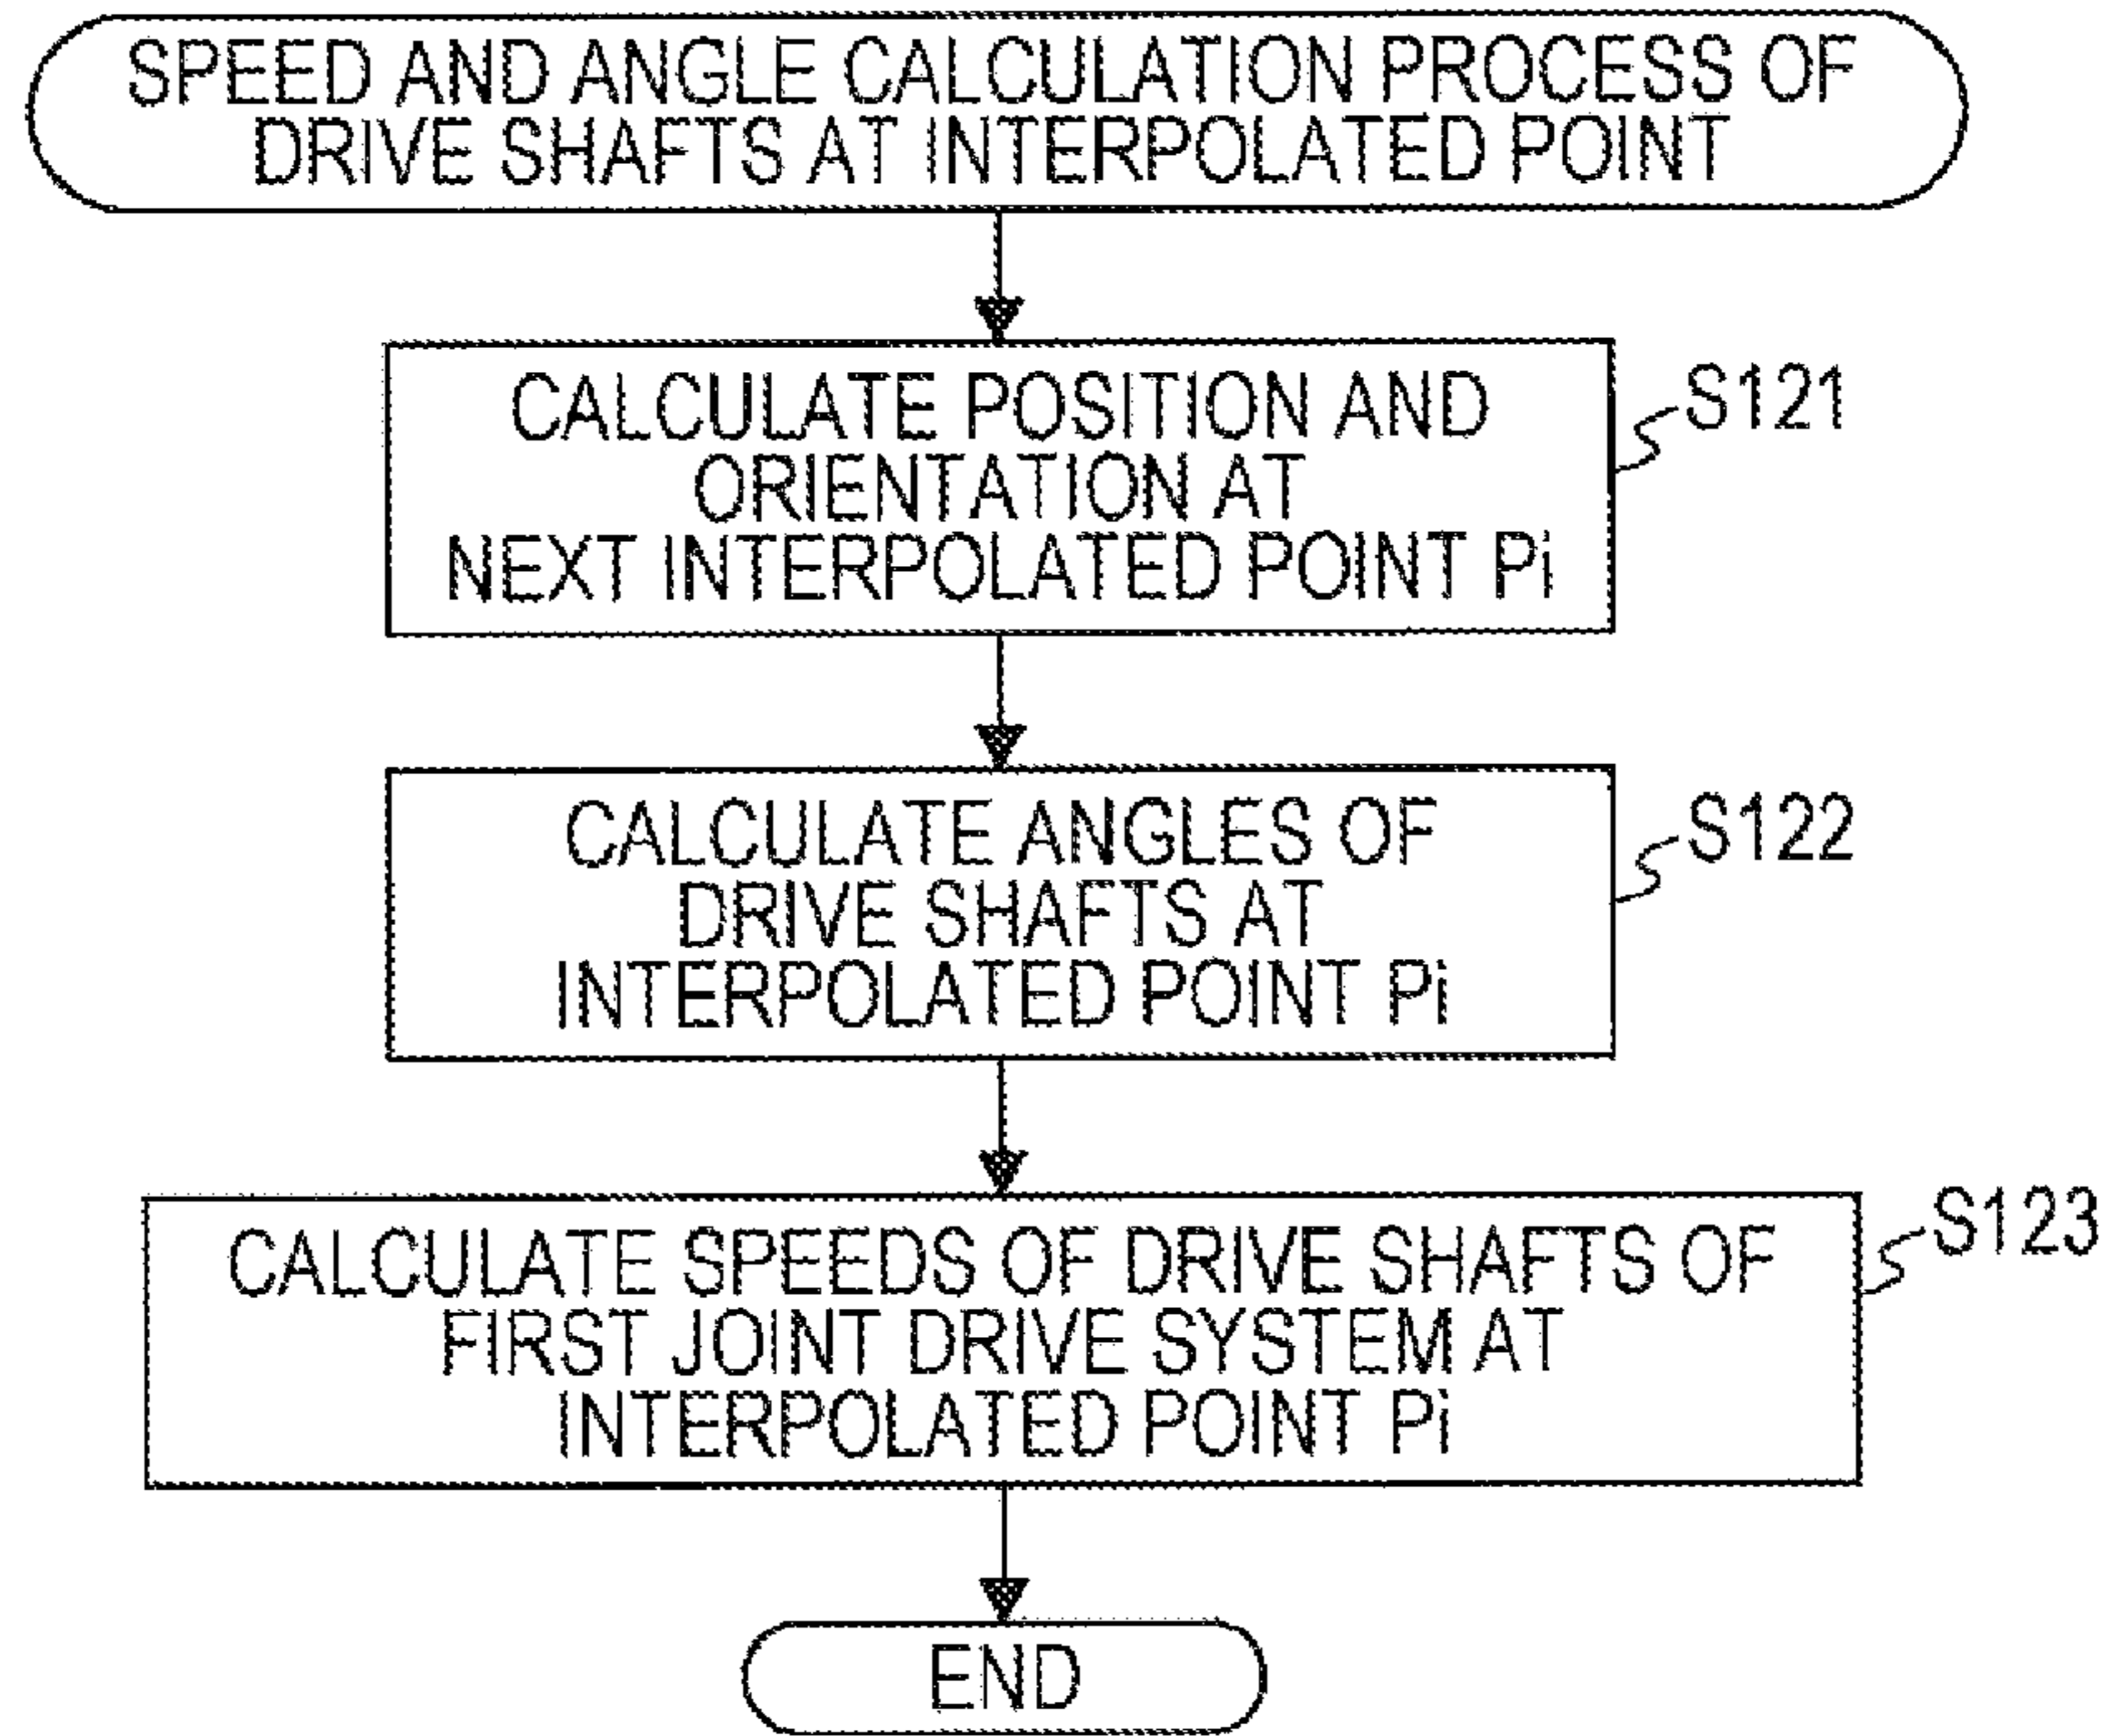 SPEED AND ANGLE CALCULATION PROCESS OF
DRIVE SHAFTS AT INTERPOLATED POINT
CALCULATE POSITION AND
ORIENTATION AT
NEXT INTERPOLATED POINT Pi
S121
CALCULATE ANGLES OF
DRIVE SHAFTS AT
INTERPOLATED POINT Pi
S122
CALCULATE SPEEDS OF DRIVE SHAFTS OF
FIRST JOINT DRIVE SYSTEM AT
INTERPOLATED POINT Pi
S123
END